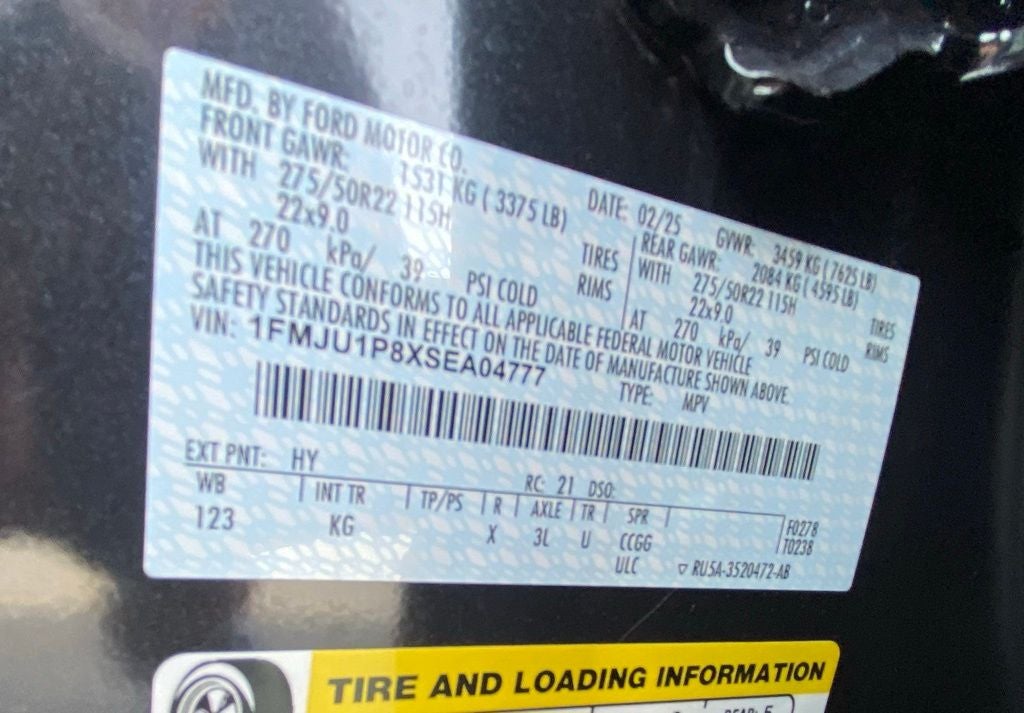 MFD. BY FORD MOTOR CO.
DATE: 02/25 GVWR: 3459 KG ( 7625 LB)
FRONT GAWR: 1531 KG ( 3375 LB)
WITH 275/50R22 115H TIRES
22x9.0 RIMS
AT 270 kPa/ 39 PSI COLD
REAR GAWR: 2084 KG ( 4595 LB)
WITH 275/50R22 115H TIRES
22x9.0 RIMS
AT 270 kPa/ 39 PSI COLD
THIS VEHICLE CONFORMS TO ALL APPLICABLE FEDERAL MOTOR VEHICLE
SAFETY STANDARDS IN EFFECT ON THE DATE OF MANUFACTURE SHOWN ABOVE.
VIN: 1FMJU1P8XSEA04777
TYPE: MPV
EXT PNT: HY RC: 21 DSO:
WB INT TR TP/PS R AXLE TR SPR
123 KG X 3L U CCGG
ULC
F0278
T0238
▽ RU5A-3520472-AB
TIRE AND LOADING INFORMATION